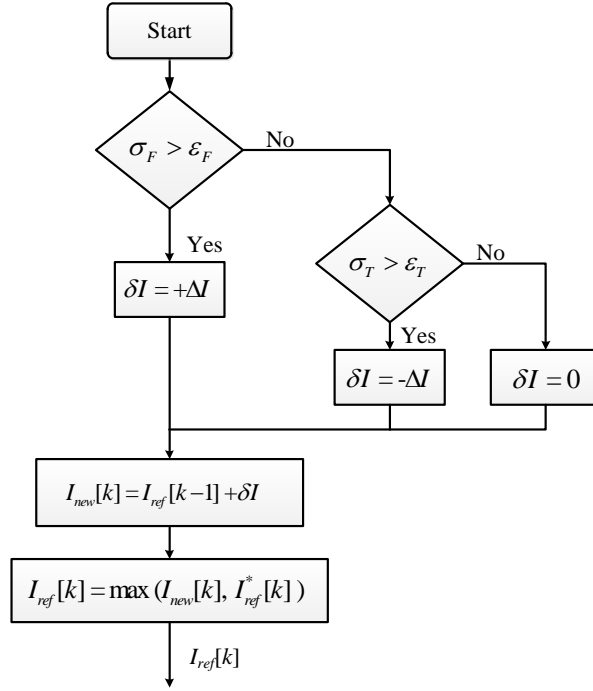 Start
σ_F > ε_F
No
Yes
δI = +ΔI
σ_T > ε_T
No
Yes
δI = -ΔI
δI = 0
I_new[k] = I_ref[k−1] + δI
I_ref[k] = max (I_new[k], I*_ref[k])
I_ref[k]